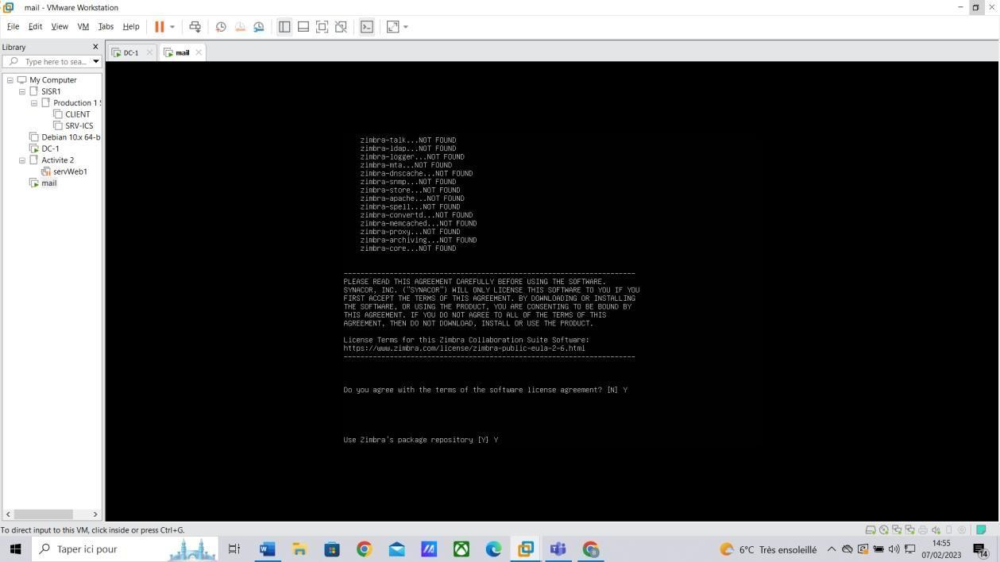 mail - VMware Workstation
File Edit View VM Tabs Help
Library
Type here to sea...
My Computer
SISR1
Production 1
CLIENT
SRV-ICS
Debian 10.x 64-b
DC-1
Activite 2
servWeb1
mail
DC-1
mail
zimbra-talk...NOT FOUND
zimbra-ldap...NOT FOUND
zimbra-logger...NOT FOUND
zimbra-mta...NOT FOUND
zimbra-dnscache...NOT FOUND
zimbra-snmp...NOT FOUND
zimbra-store...NOT FOUND
zimbra-apache...NOT FOUND
zimbra-spell...NOT FOUND
zimbra-convertd...NOT FOUND
zimbra-memcached...NOT FOUND
zimbra-proxy...NOT FOUND
zimbra-archiving...NOT FOUND
zimbra-core...NOT FOUND
----------------------------------------------------------------------
PLEASE READ THIS AGREEMENT CAREFULLY BEFORE USING THE SOFTWARE.
SYNACOR, INC. ("SYNACOR") WILL ONLY LICENSE THIS SOFTWARE TO YOU IF YOU
FIRST ACCEPT THE TERMS OF THIS AGREEMENT. BY DOWNLOADING OR INSTALLING
THE SOFTWARE, OR USING THE PRODUCT, YOU ARE CONSENTING TO BE BOUND BY
THIS AGREEMENT. IF YOU DO NOT AGREE TO ALL OF THE TERMS OF THIS
AGREEMENT, THEN DO NOT DOWNLOAD, INSTALL OR USE THE PRODUCT.
License Terms for this Zimbra Collaboration Suite Software:
https://www.zimbra.com/license/zimbra-public-eula-2-6.html
----------------------------------------------------------------------
Do you agree with the terms of the software license agreement? [N] Y
Use Zimbra's package repository [Y] Y
To direct input to this VM, click inside or press Ctrl+G.
Taper ici pour
6°C Très ensoleillé
14:55
07/02/2023
14